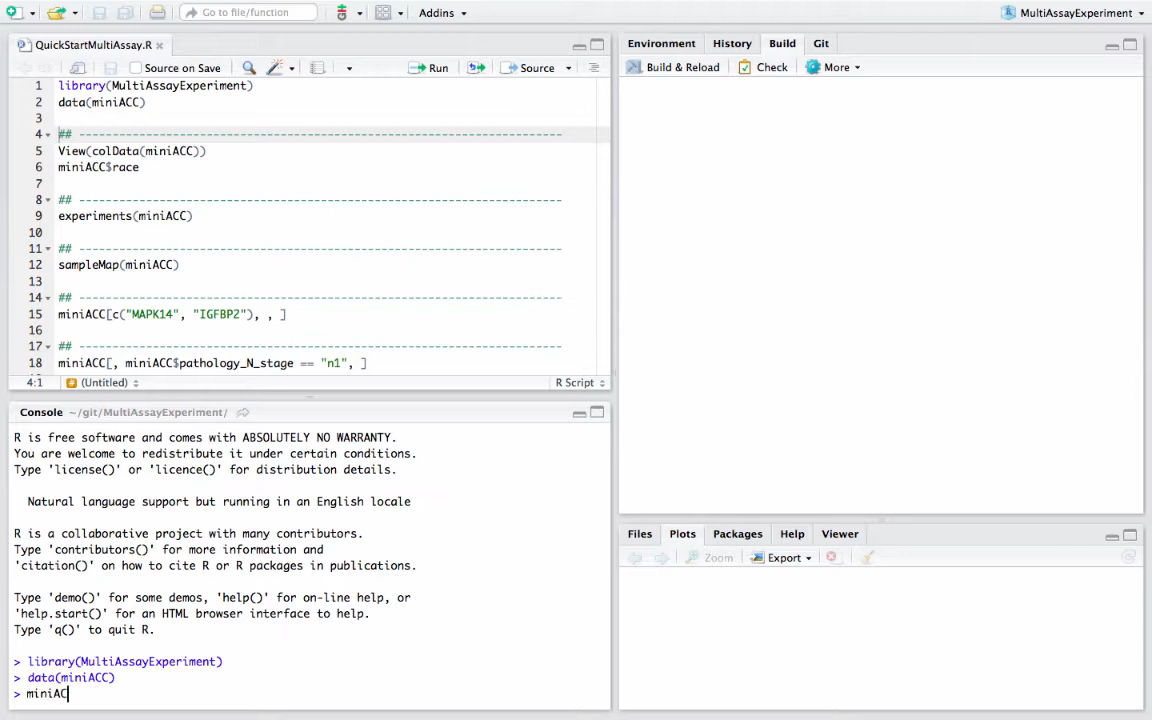 Go to file/function
Addins
MultiAssayExperiment
QuickStartMultiAssay.R
Source on Save
Run
Source
1 library(MultiAssayExperiment)
2 data(miniACC)
3
4 ## ------------------------------------------------------------------------
5 View(colData(miniACC))
6 miniACC$race
7
8 ## ------------------------------------------------------------------------
9 experiments(miniACC)
10
11 ## ------------------------------------------------------------------------
12 sampleMap(miniACC)
13
14 ## ------------------------------------------------------------------------
15 miniACC[c("MAPK14", "IGFBP2"), , ]
16
17 ## ------------------------------------------------------------------------
18 miniACC[, miniACC$pathology_N_stage == "n1", ]
4:1 # (Untitled) R Script
Console ~/git/MultiAssayExperiment/
R is free software and comes with ABSOLUTELY NO WARRANTY.
You are welcome to redistribute it under certain conditions.
Type 'license()' or 'licence()' for distribution details.
Natural language support but running in an English locale
R is a collaborative project with many contributors.
Type 'contributors()' for more information and
'citation()' on how to cite R or R packages in publications.
Type 'demo()' for some demos, 'help()' for on-line help, or
'help.start()' for an HTML browser interface to help.
Type 'q()' to quit R.
> library(MultiAssayExperiment)
> data(miniACC)
> miniAC
Environment History Build Git
Build & Reload Check More
Files Plots Packages Help Viewer
Zoom Export